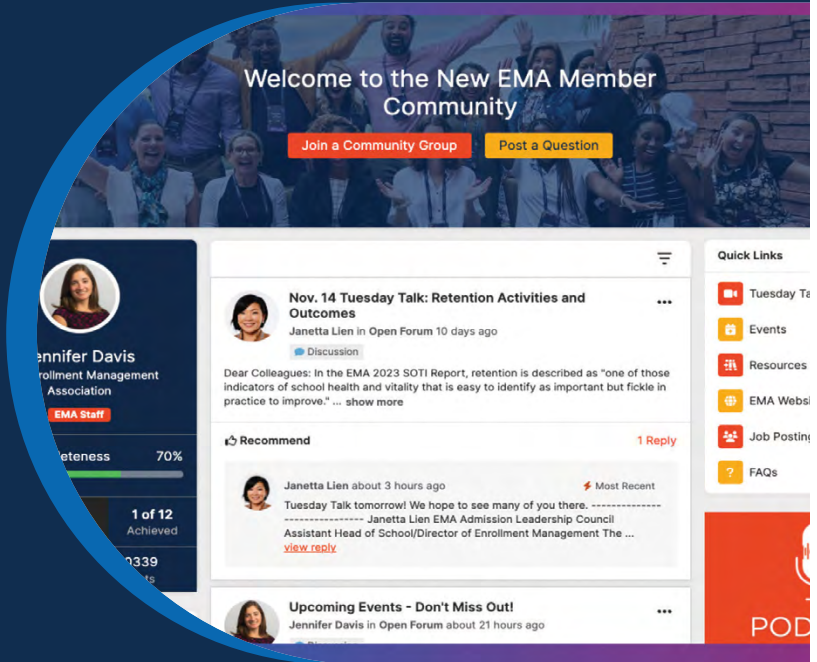 Welcome to the New EMA Member
Community
Join a Community Group
Post a Question
Davis
Management
Association
EMA Staff
70%
1 of 12
Achieved
Nov. 14 Tuesday Talk: Retention Activities and
Outcomes
Janetta Lien in Open Forum 10 days ago
Discussion
Dear Colleagues: In the EMA 2023 SOTI Report, retention is described as "one of those
indicators of school health and vitality that is easy to identify as important but fickle in
practice to improve." ... show more
Recommend
1 Reply
Janetta Lien about 3 hours ago
Most Recent
Tuesday Talk tomorrow! We hope to see many of you there. --------------
---------------- Janetta Lien EMA Admission Leadership Council
Assistant Head of School/Director of Enrollment Management The ...
view reply
Upcoming Events - Don't Miss Out!
Jennifer Davis in Open Forum about 21 hours ago
Quick Links
Tuesday
Events
Resources
EMA
Job
FAQs